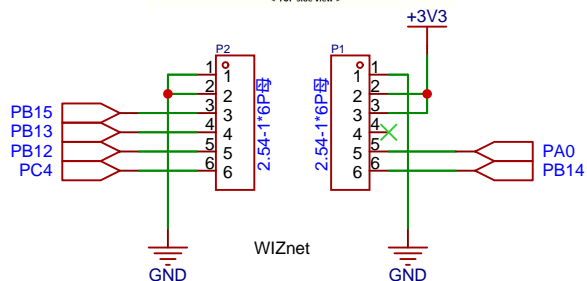 +3V3
P2
P1
1 1
2 2
PB15 3 3
PB13 4 4
PB12 5 5
PC4 6 6
2.54-1*6P母
2.54-1*6P母
1 1
2 2
3 3
4 4
5 5 PA0
6 6 PB14
WIZnet
GND
GND